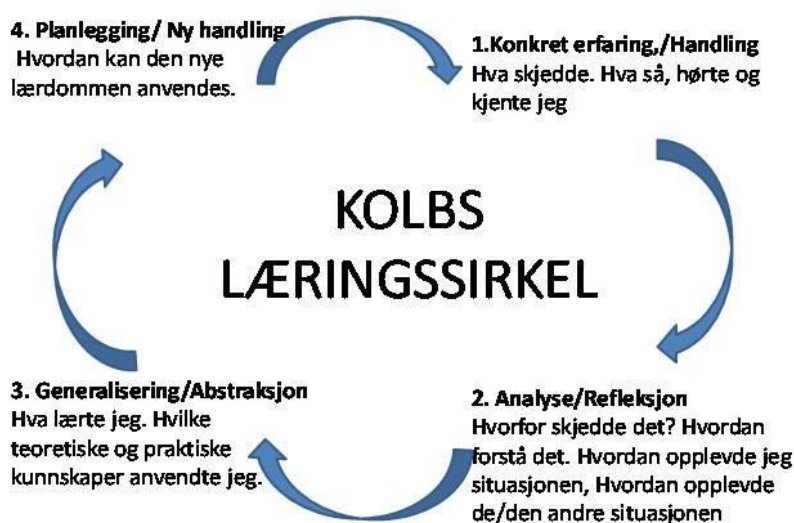 4. Planlegging/ Ny handling
Hvordan kan den nye
lærdommen anvendes.
1.Konkret erfaring,/Handling
Hva skjedde. Hva så, hørte og
kjente jeg
KOLBS
LÆRINGSSIRKEL
3. Generalisering/Abstraksjon
Hva lærte jeg. Hvilke
teoretiske og praktiske
kunnskaper anvendte jeg.
2. Analyse/Refleksjon
Hvorfor skjedde det? Hvordan
forstå det. Hvordan opplevde jeg
situasjonen, Hvordan opplevde
de/den andre situasjonen